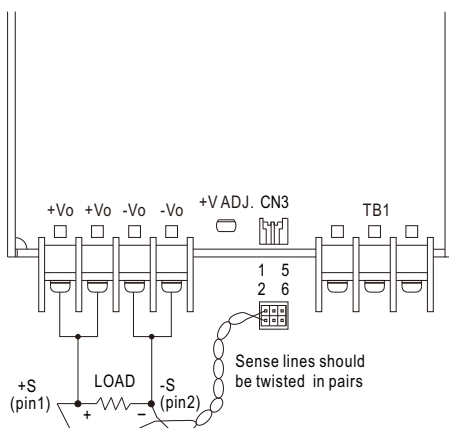 +Vo +Vo -Vo -Vo +V ADJ. CN3 TB1
1 5
2 6
Sense lines should
be twisted in pairs
+S
(pin1)
LOAD
-S
(pin2)
+ −